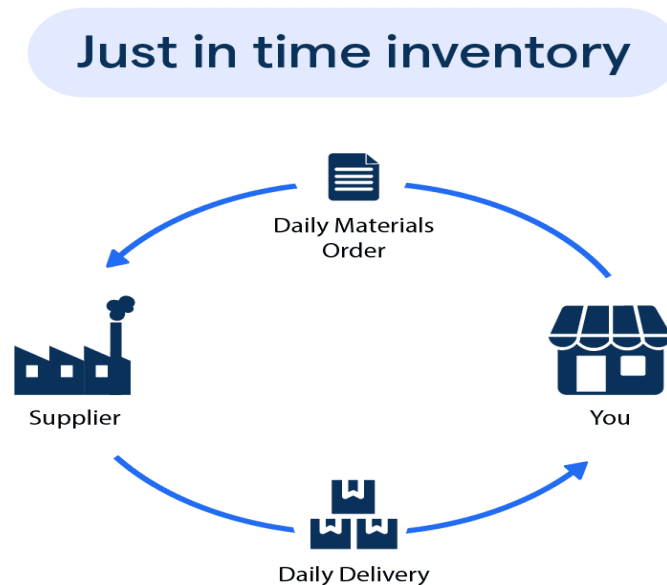 Just in time inventory
Daily Materials
Order
Supplier
You
Daily Delivery